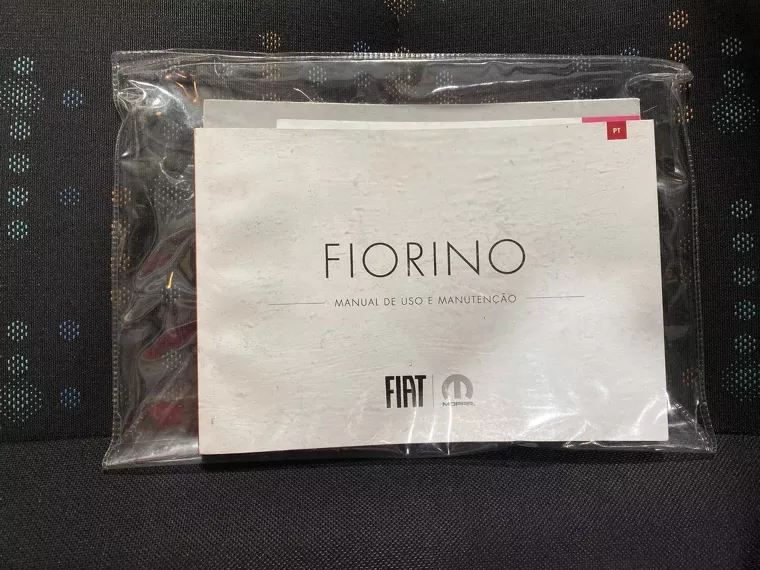 PT
FIORINO
MANUAL DE USO E MANUTENÇÃO
FIAT
MOPAR